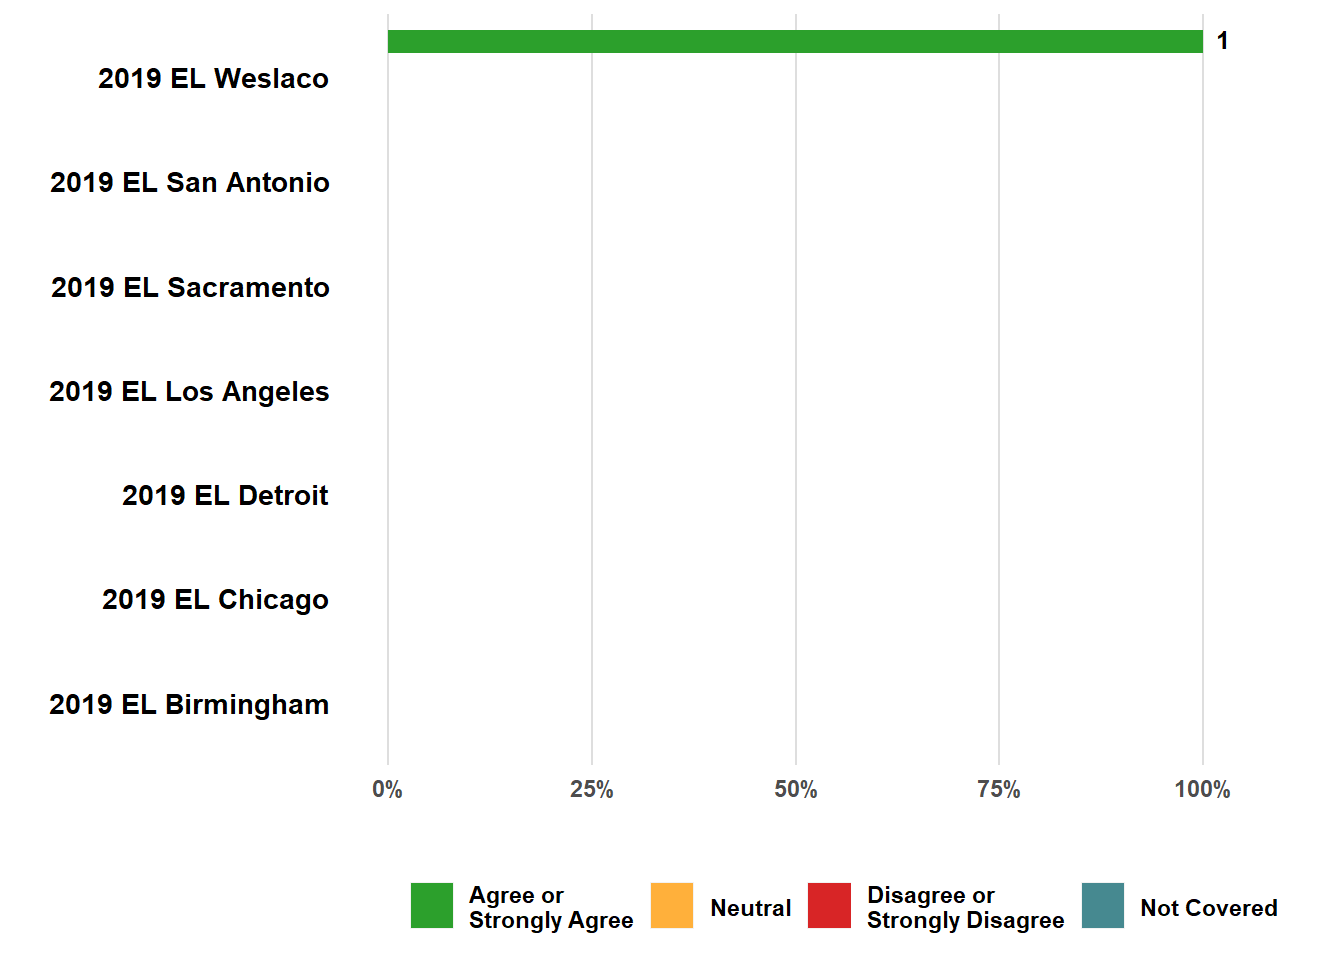 1
2019 EL Weslaco
2019 EL San Antonio
2019 EL Sacramento
2019 EL Los Angeles
2019 EL Detroit
2019 EL Chicago
2019 EL Birmingham
0% 25% 50% 75% 100%
Agree or
Strongly Agree
Neutral
Disagree or
Strongly Disagree
Not Covered